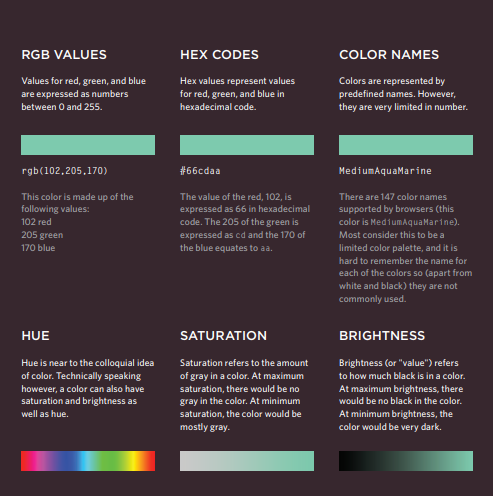 RGB VALUES
Values for red, green, and blue
are expressed as numbers
between 0 and 255.
rgb(102,205,170)
This color is made up of the
following values:
102 red
205 green
170 blue
HEX CODES
Hex values represent values
for red, green, and blue in
hexadecimal code.
#66cdaa
The value of the red, 102, is
expressed as 66 in hexadecimal
code. The 205 of the green is
expressed as cd and the 170 of
the blue equates to aa.
COLOR NAMES
Colors are represented by
predefined names. However,
they are very limited in number.
MediumAquaMarine
There are 147 color names
supported by browsers (this
color is MediumAquaMarine).
Most consider this to be a
limited color palette, and it is
hard to remember the name for
each of the colors so (apart from
white and black) they are not
commonly used.
HUE
Hue is near to the colloquial idea
of color. Technically speaking
however, a color can also have
saturation and brightness as
well as hue.
SATURATION
Saturation refers to the amount
of gray in a color. At maximum
saturation, there would be no
gray in the color. At minimum
saturation, the color would be
mostly gray.
BRIGHTNESS
Brightness (or "value") refers
to how much black is in a color.
At maximum brightness, there
would be no black in the color.
At minimum brightness, the
color would be very dark.